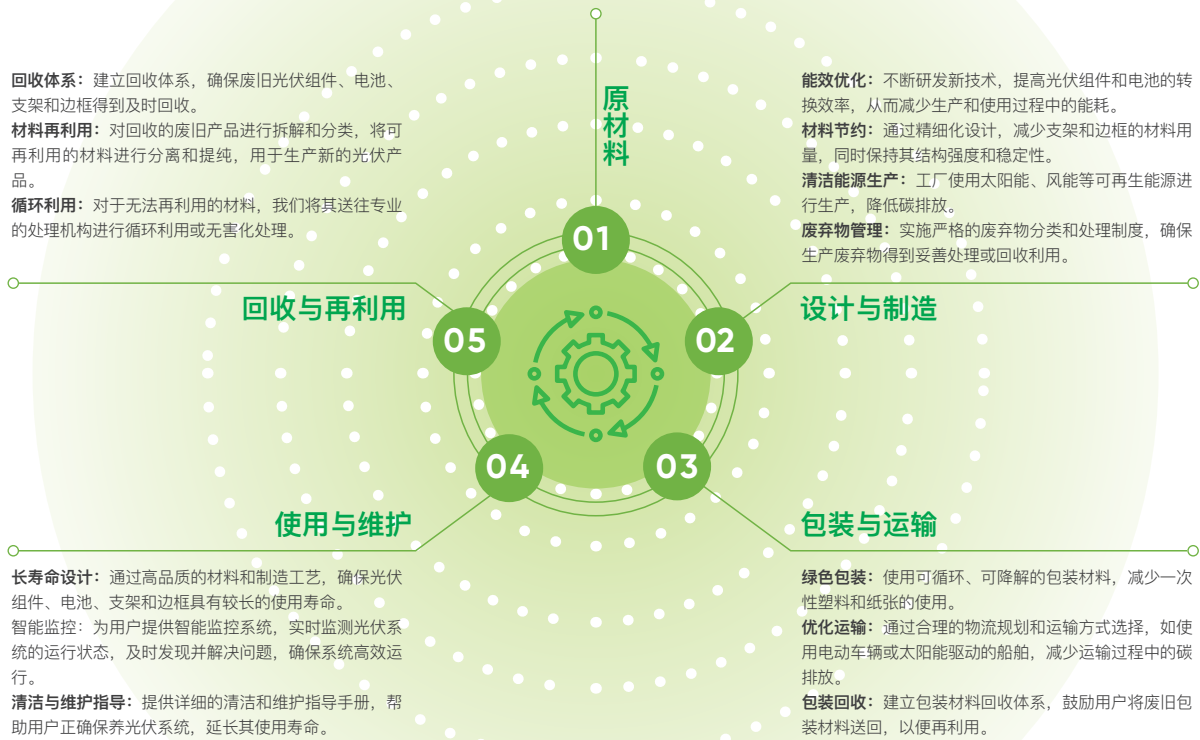 原材料
01
能效优化：不断研发新技术，提高光伏组件和电池的转
换效率，从而减少生产和使用过程中的能耗。
材料节约：通过精细化设计，减少支架和边框的材料用
量，同时保持其结构强度和稳定性。
清洁能源生产：工厂使用太阳能、风能等可再生能源进
行生产，降低碳排放。
废弃物管理：实施严格的废弃物分类和处理制度，确保
生产废弃物得到妥善处理或回收利用。
设计与制造
02
03
包装与运输
绿色包装：使用可循环、可降解的包装材料，减少一次
性塑料和纸张的使用。
优化运输：通过合理的物流规划和运输方式选择，如使
用电动车辆或太阳能驱动的船舶，减少运输过程中的碳
排放。
包装回收：建立包装材料回收体系，鼓励用户将废旧包
装材料送回，以便再利用。
04
使用与维护
长寿命设计：通过高品质的材料和制造工艺，确保光伏
组件、电池、支架和边框具有较长的使用寿命。
智能监控：为用户提供智能监控系统，实时监测光伏系
统的运行状态，及时发现并解决问题，确保系统高效运
行。
清洁与维护指导：提供详细的清洁和维护指导手册，帮
助用户正确保养光伏系统，延长其使用寿命。
回收体系：建立回收体系，确保废旧光伏组件、电池、
支架和边框得到及时回收。
材料再利用：对回收的废旧产品进行拆解和分类，将可
再利用的材料进行分离和提纯，用于生产新的光伏产
品。
循环利用：对于无法再利用的材料，我们将其送往专业
的处理机构进行循环利用或无害化处理。
回收与再利用
05